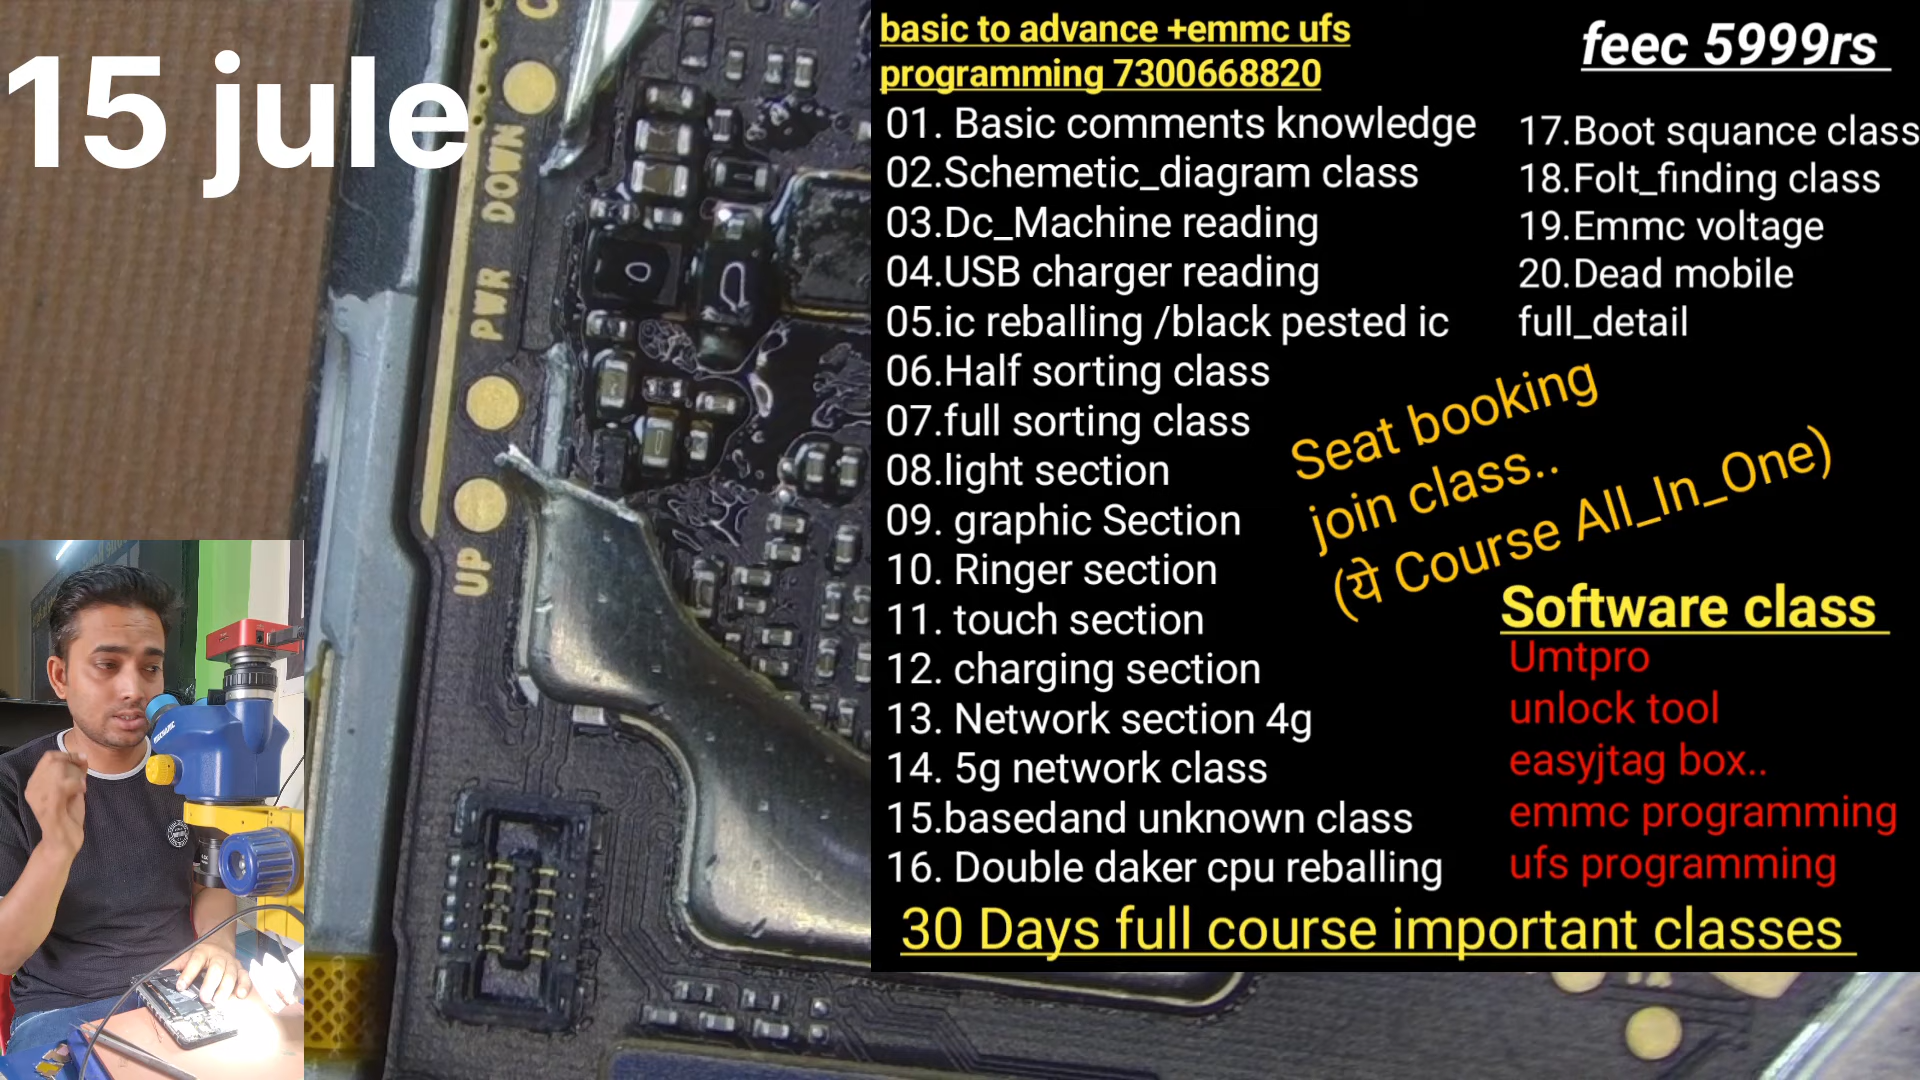 15 jule
basic to advance +emmc ufs
programming 7300668820
feec 5999rs
01. Basic comments knowledge
02.Schemetic_diagram class
03.Dc_Machine reading
04.USB charger reading
05.ic reballing /black pested ic
06.Half sorting class
07.full sorting class
08.light section
09. graphic Section
10. Ringer section
11. touch section
12. charging section
13. Network section 4g
14. 5g network class
15.basedand unknown class
16. Double daker cpu reballing
17.Boot squance class
18.Folt_finding class
19.Emmc voltage
20.Dead mobile
full_detail
Seat booking
join class..
(ये Course All_In_One)
Software class
Umtpro
unlock tool
easyjtag box..
emmc programming
ufs programming
30 Days full course important classes
DOWN
PWR
UP